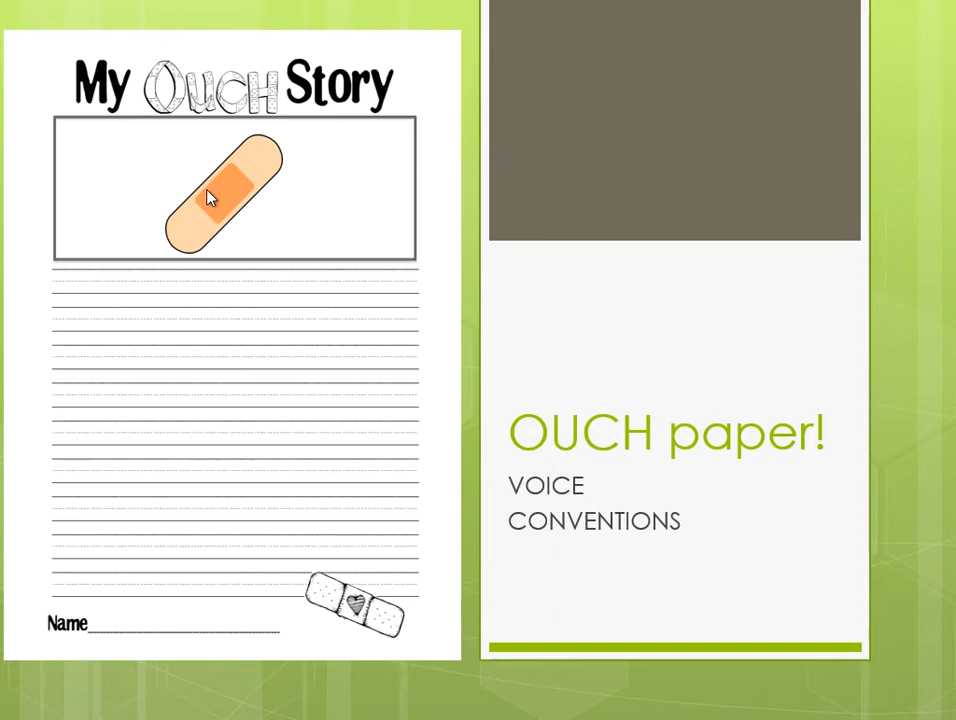 My OUCH Story
Name
OUCH paper!
VOICE
CONVENTIONS